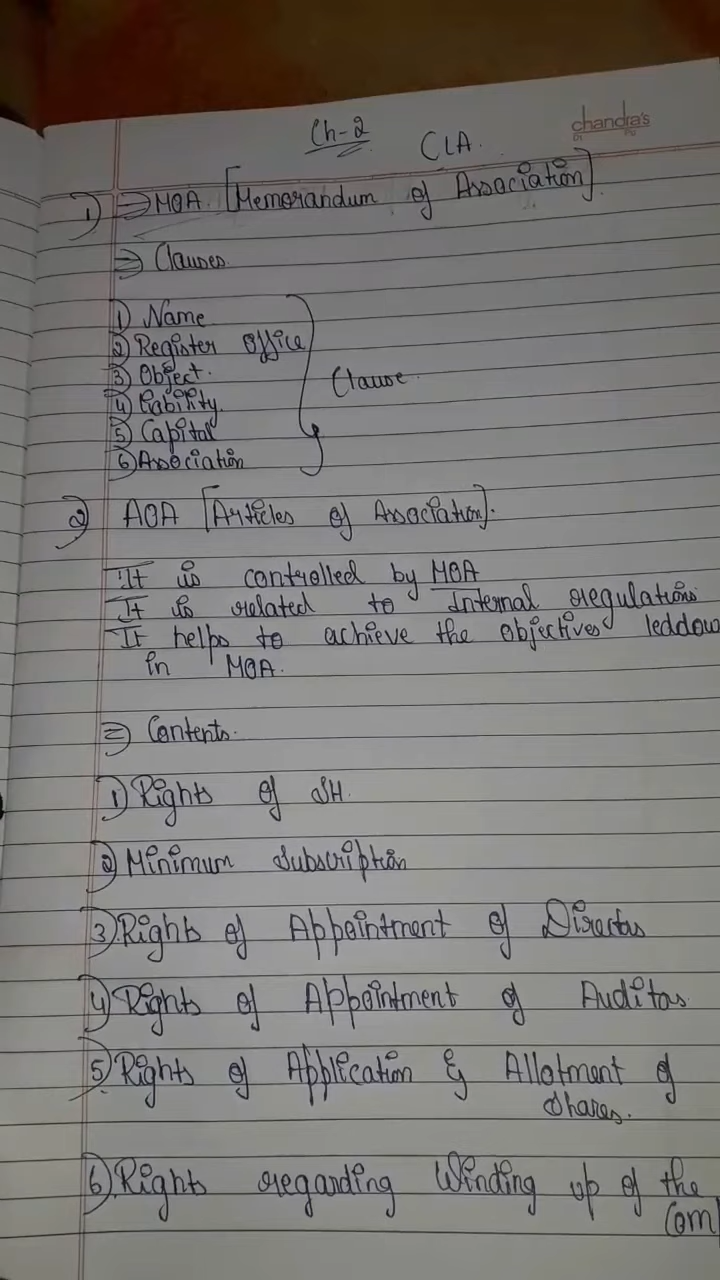 Ch-2
CLA.
chandra's
1) => MOA. [Memorandum of Association].
=> Clauses
1) Name
2) Register Office
3) Object.
Clause.
4) Liability.
5) Capital
6) Association
2) AOA [Articles of Association].
It is controlled by MOA
It is related to Internal regulations
It helps to achieve the objectives leddow
in MOA.
=> Contents.
1) Rights of SH.
2) Minimum Subscription
3) Rights of Appointment of Directors
4) Rights of Appointment of Auditors.
5) Rights of Application & Allotment of
Shares.
6) Rights regarding Winding up of the
Com